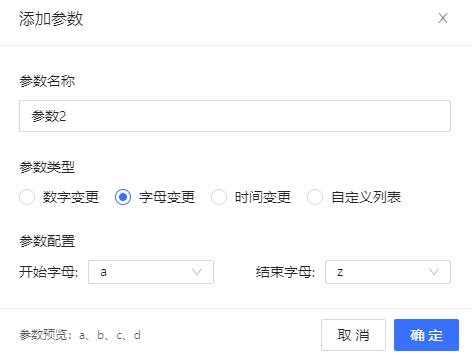 添加参数
参数名称
参数2
参数类型
数字变更 字母变更 时间变更 自定义列表
参数配置
开始字母: a 结束字母: z
参数预览：a、b、c、d 取消 确定